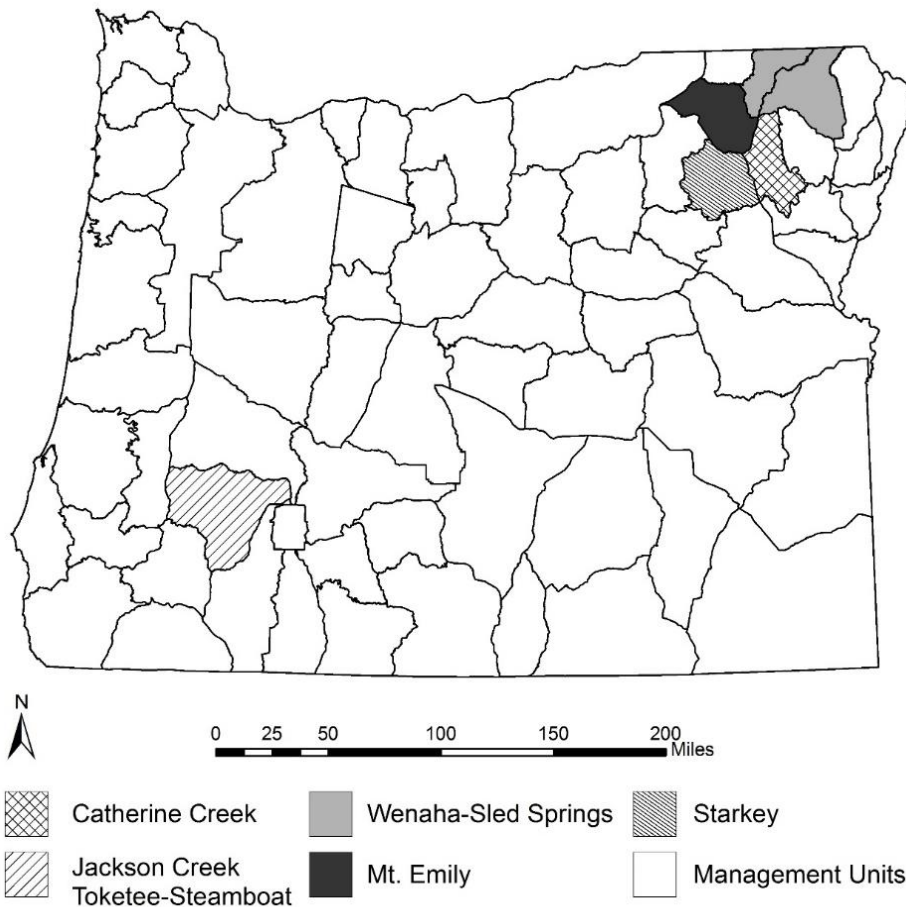 N
0 25 50 100 150 200
Miles
Catherine Creek
Wenaha-Sled Springs
Starkey
Jackson Creek
Toketee-Steamboat
Mt. Emily
Management Units